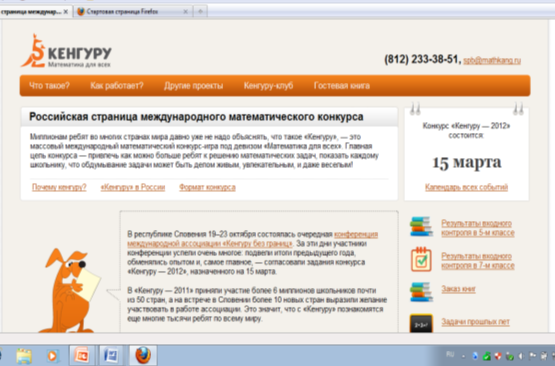 страница междунар...
Стартовая страница Firefox
КЕНГУРУ
Математика для всех
(812) 233-38-51, spb@mathkang.ru
Что такое? Как работает? Другие проекты Кенгуру-клуб Гостевая книга
Российская страница международного математического конкурса
Миллионам ребят во многих странах мира давно уже не надо объяснять, что такое «Кенгуру», — это
массовый международный математический конкурс-игра под девизом «Математика для всех». Главная
цель конкурса — привлечь как можно больше ребят к решению математических задач, показать каждому
школьнику, что обдумывание задачи может быть делом живым, увлекательным, и даже веселым!
Почему кенгуру? «Кенгуру» в России Формат конкурса
Конкурс «Кенгуру — 2012»
состоится:
15 марта
Календарь всех событий
В республике Словения 19–23 октября состоялась очередная конференция
международной ассоциации «Кенгуру без границ». За эти дни участники
конференции успели очень многое: подвели итоги предыдущего года,
обменялись опытом и, самое главное, — согласовали задания конкурса
«Кенгуру — 2012», назначенного на 15 марта.
В «Кенгуру — 2011» приняли участие более 6 миллионов школьников почти
из 50 стран, а на встрече в Словении более 10 новых стран выразили желание
участвовать в работе ассоциации. Это значит, что с «Кенгуру» познакомятся
еще многие тысячи ребят по всему миру.
Результаты входного
контроля в 5-м классе
Результаты входного
контроля в 7-м классе
Заказ книг
Задачи прошлых лет